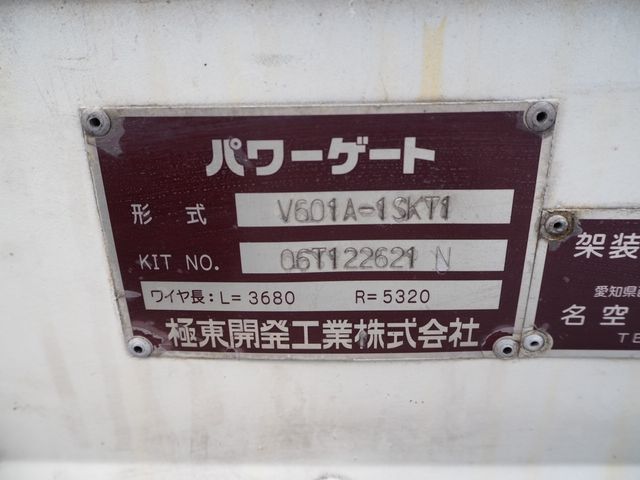 パワーゲート
形式 V601A-1SKT1
KIT NO. 06T122621 N
ワイヤ長:L=3680 R=5320
極東開発工業株式会社
架装
愛知県
名空
TE